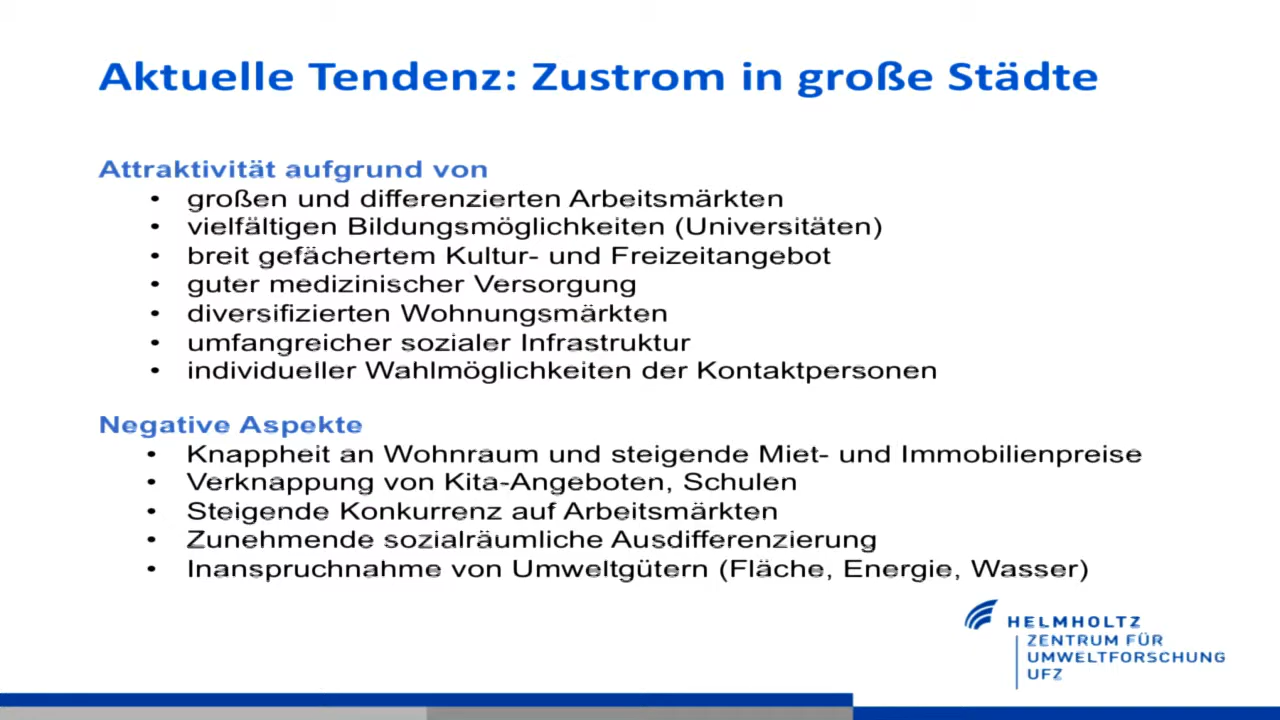 Aktuelle Tendenz: Zustrom in große Städte
Attraktivität aufgrund von
• großen und differenzierten Arbeitsmärkten
• vielfältigen Bildungsmöglichkeiten (Universitäten)
• breit gefächertem Kultur- und Freizeitangebot
• guter medizinischer Versorgung
• diversifizierten Wohnungsmärkten
• umfangreicher sozialer Infrastruktur
• individueller Wahlmöglichkeiten der Kontaktpersonen
Negative Aspekte
• Knappheit an Wohnraum und steigende Miet- und Immobilienpreise
• Verknappung von Kita-Angeboten, Schulen
• Steigende Konkurrenz auf Arbeitsmärkten
• Zunehmende sozialräumliche Ausdifferenzierung
• Inanspruchnahme von Umweltgütern (Fläche, Energie, Wasser)
HELMHOLTZ
ZENTRUM FÜR
UMWELTFORSCHUNG
UFZ